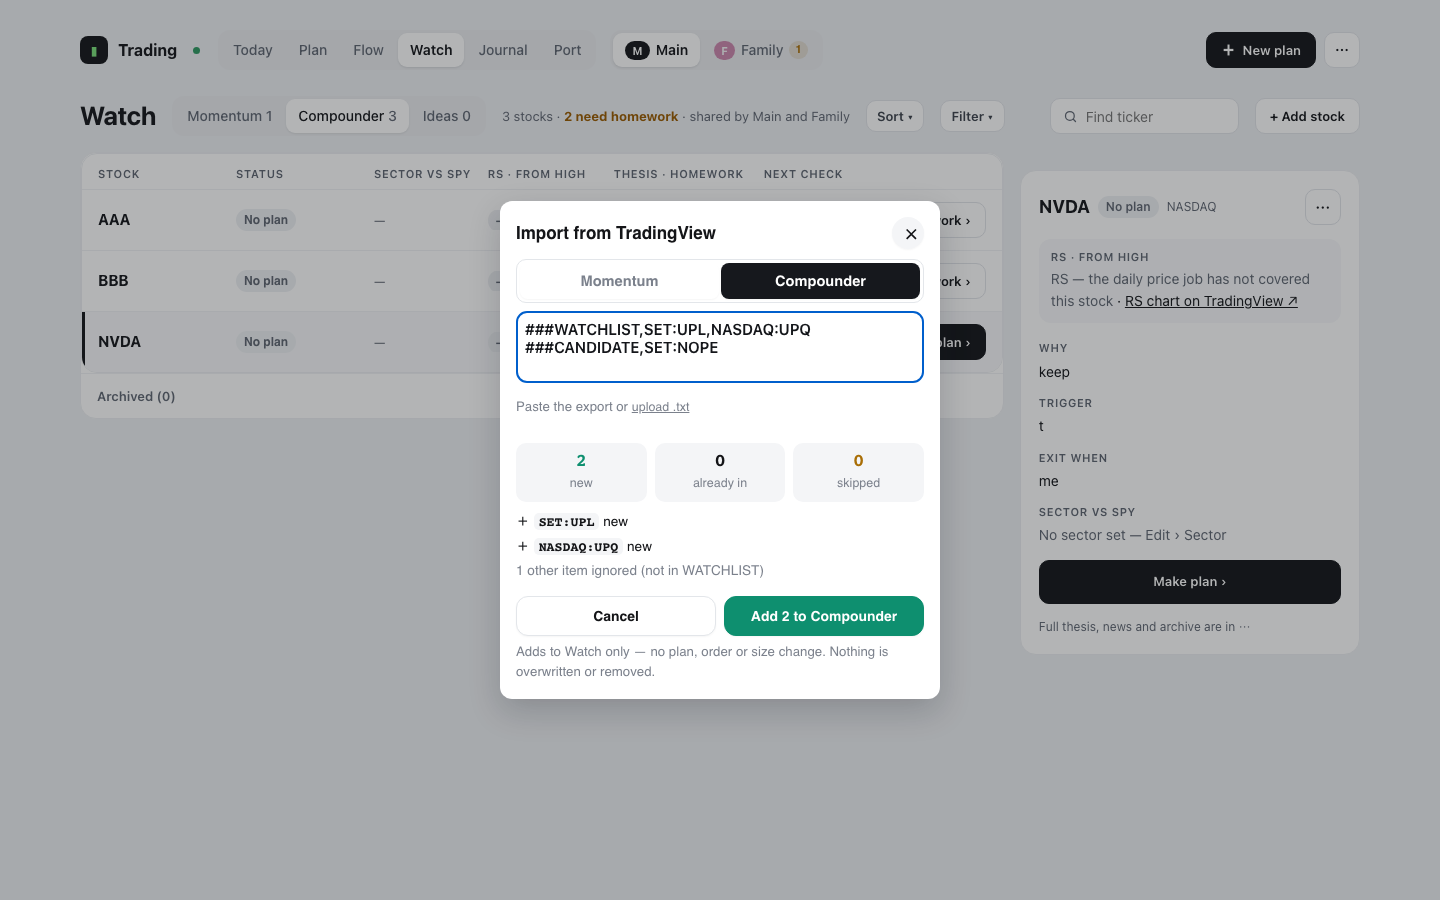 Trading
Today
Plan
Flow
Watch
Journal
Port
M Main
F Family 1
+ New plan
···
Watch
Momentum 1
Compounder 3
Ideas 0
3 stocks · 2 need homework · shared by Main and Family
Sort ▾
Filter ▾
Find ticker
+ Add stock
STOCK
STATUS
SECTOR VS SPY
RS · FROM HIGH
THESIS · HOMEWORK
NEXT CHECK
AAA
No plan
—
ork ›
BBB
No plan
—
ork ›
NVDA
No plan
—
plan ›
Archived (0)
Import from TradingView
×
Momentum
Compounder
###WATCHLIST,SET:UPL,NASDAQ:UPQ
###CANDIDATE,SET:NOPE
Paste the export or upload .txt
2
new
0
already in
0
skipped
+ SET:UPL new
+ NASDAQ:UPQ new
1 other item ignored (not in WATCHLIST)
Cancel
Add 2 to Compounder
Adds to Watch only — no plan, order or size change. Nothing is
overwritten or removed.
NVDA
No plan
NASDAQ
···
RS · FROM HIGH
RS — the daily price job has not covered
this stock · RS chart on TradingView ↗
WHY
keep
TRIGGER
t
EXIT WHEN
me
SECTOR VS SPY
No sector set — Edit › Sector
Make plan ›
Full thesis, news and archive are in ···